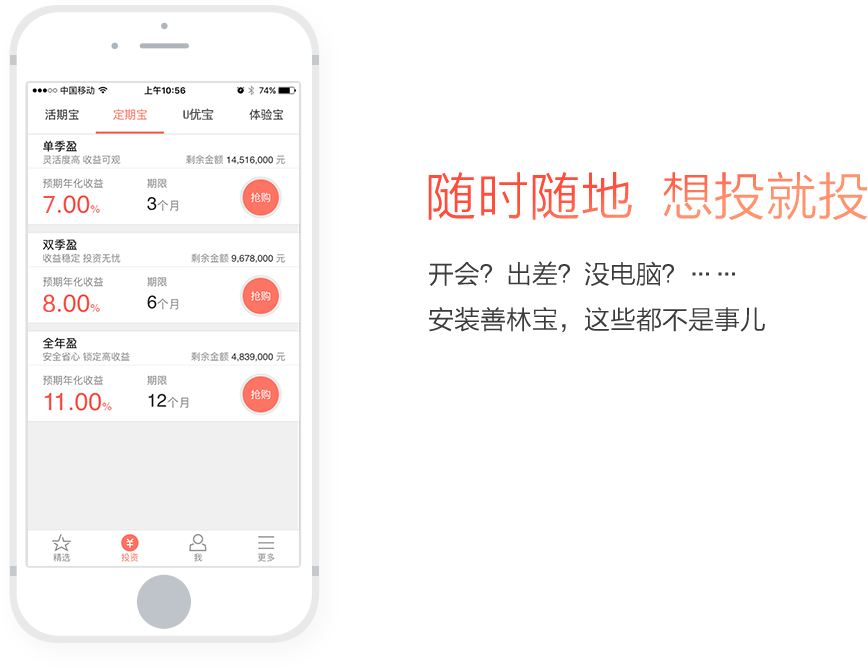 中国移动 上午10:56 74%
活期宝 定期宝 U优宝 体验宝
单季盈
灵活度高 收益可观 剩余金额 14,516,000 元
预期年化收益 期限
7.00% 3个月 抢购
双季盈
收益稳定 投资无忧 剩余金额 9,678,000 元
预期年化收益 期限
8.00% 6个月 抢购
全年盈
安全省心 锁定高收益 剩余金额 4,839,000 元
预期年化收益 期限
11.00% 12个月 抢购
精选 投资 我 更多
随时随地 想投就投
开会？出差？没电脑？……
安装善林宝，这些都不是事儿